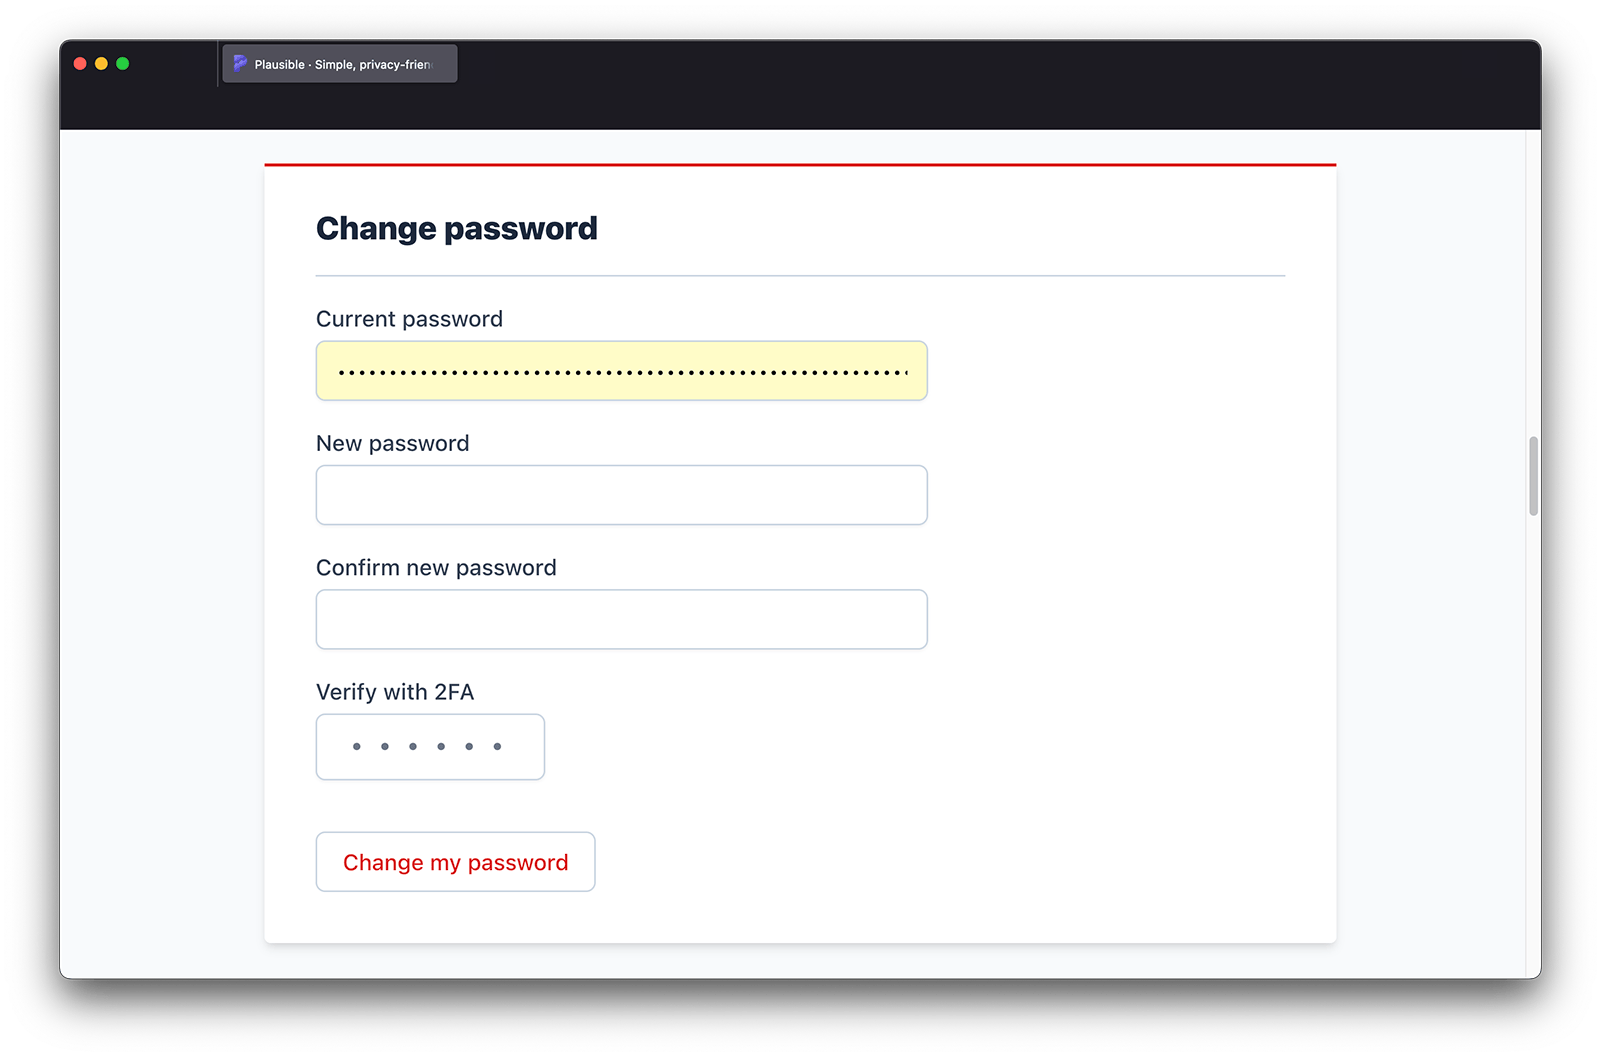 Plausible · Simple, privacy-frien
Change password
Current password
New password
Confirm new password
Verify with 2FA
Change my password